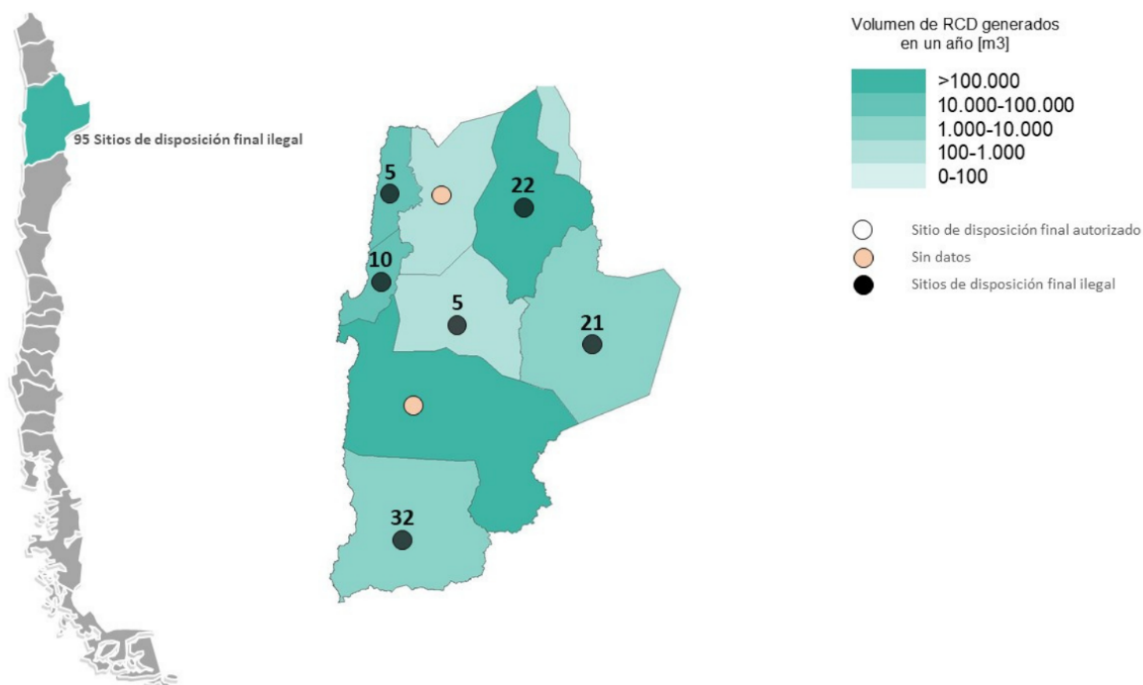 Volumen de RCD generados
en un año [m3]
>100.000
10.000-100.000
1.000-10.000
100-1.000
0-100
Sitio de disposición final autorizado
Sin datos
Sitios de disposición final ilegal
95 Sitios de disposición final ilegal
5
22
10
5
21
32